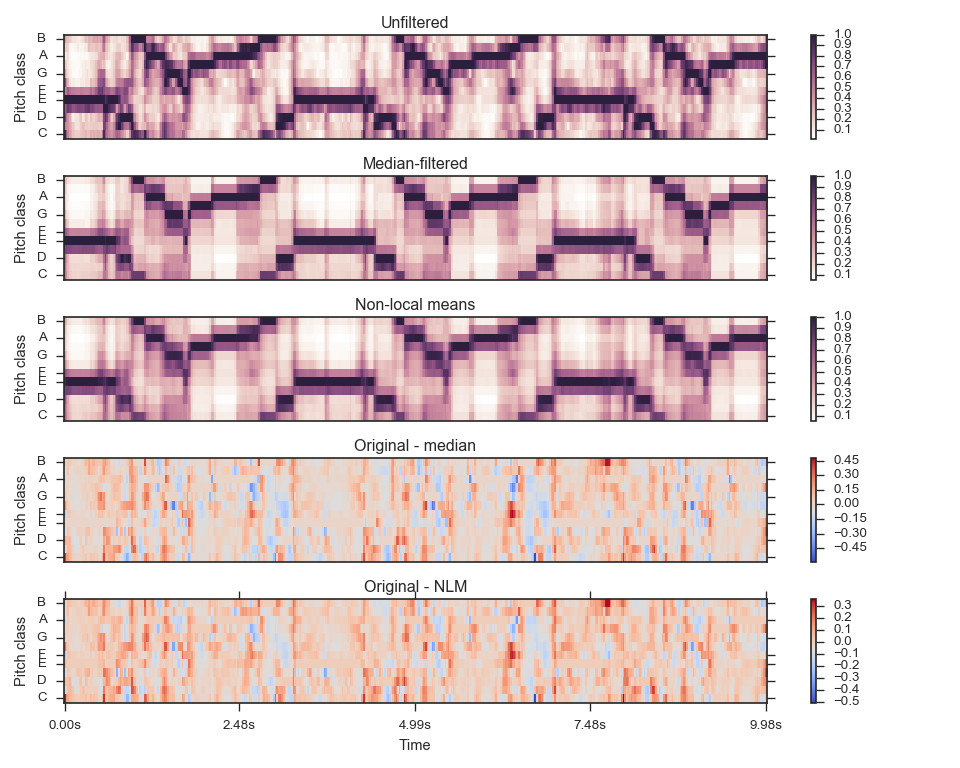 Unfiltered
Pitch class
B
A
G
F
E
D
C
1.0
0.9
0.8
0.7
0.6
0.5
0.4
0.3
0.2
0.1
Median-filtered
Pitch class
B
A
G
F
E
D
C
1.0
0.9
0.8
0.7
0.6
0.5
0.4
0.3
0.2
0.1
Non-local means
Pitch class
B
A
G
F
E
D
C
1.0
0.9
0.8
0.7
0.6
0.5
0.4
0.3
0.2
0.1
Original - median
Pitch class
B
A
G
F
E
D
C
0.45
0.30
0.15
0.00
−0.15
−0.30
−0.45
Original - NLM
Pitch class
B
A
G
F
E
D
C
0.3
0.2
0.1
0.0
−0.1
−0.2
−0.3
−0.4
−0.5
0.00s 2.48s 4.99s 7.48s 9.98s
Time